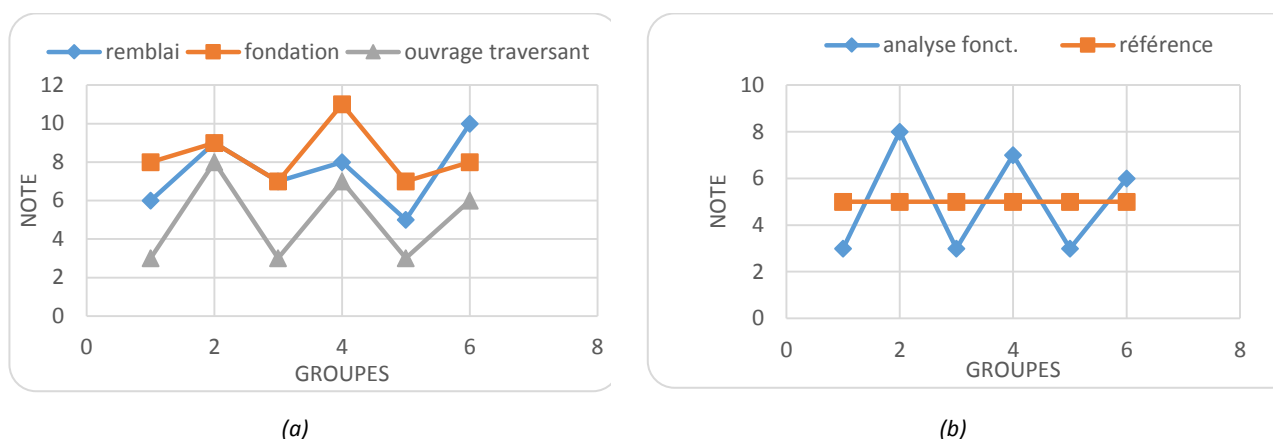 remblai fondation ouvrage traversant
12
10
8
6
4
2
0
NOTE
0 2 4 6 8
GROUPES
(a)
analyse fonct. référence
10
8
6
4
2
0
NOTE
0 2 4 6 8
GROUPES
(b)